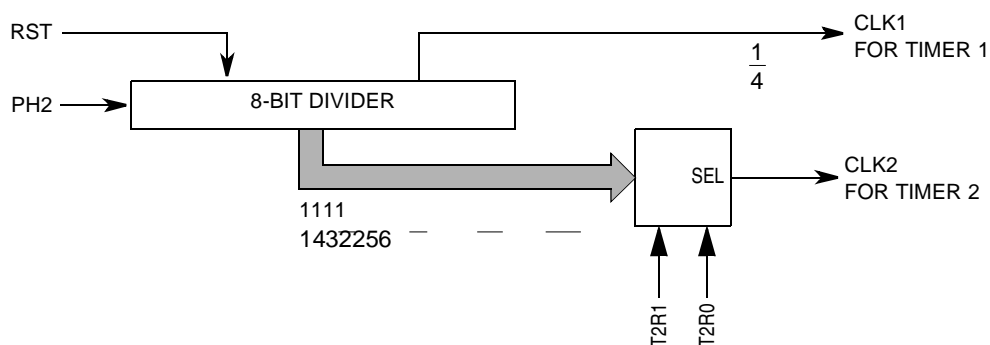 RST
CLK1
FOR TIMER 1
1
4
PH2
8-BIT DIVIDER
SEL
CLK2
FOR TIMER 2
1111
1432256
T2R1
T2R0